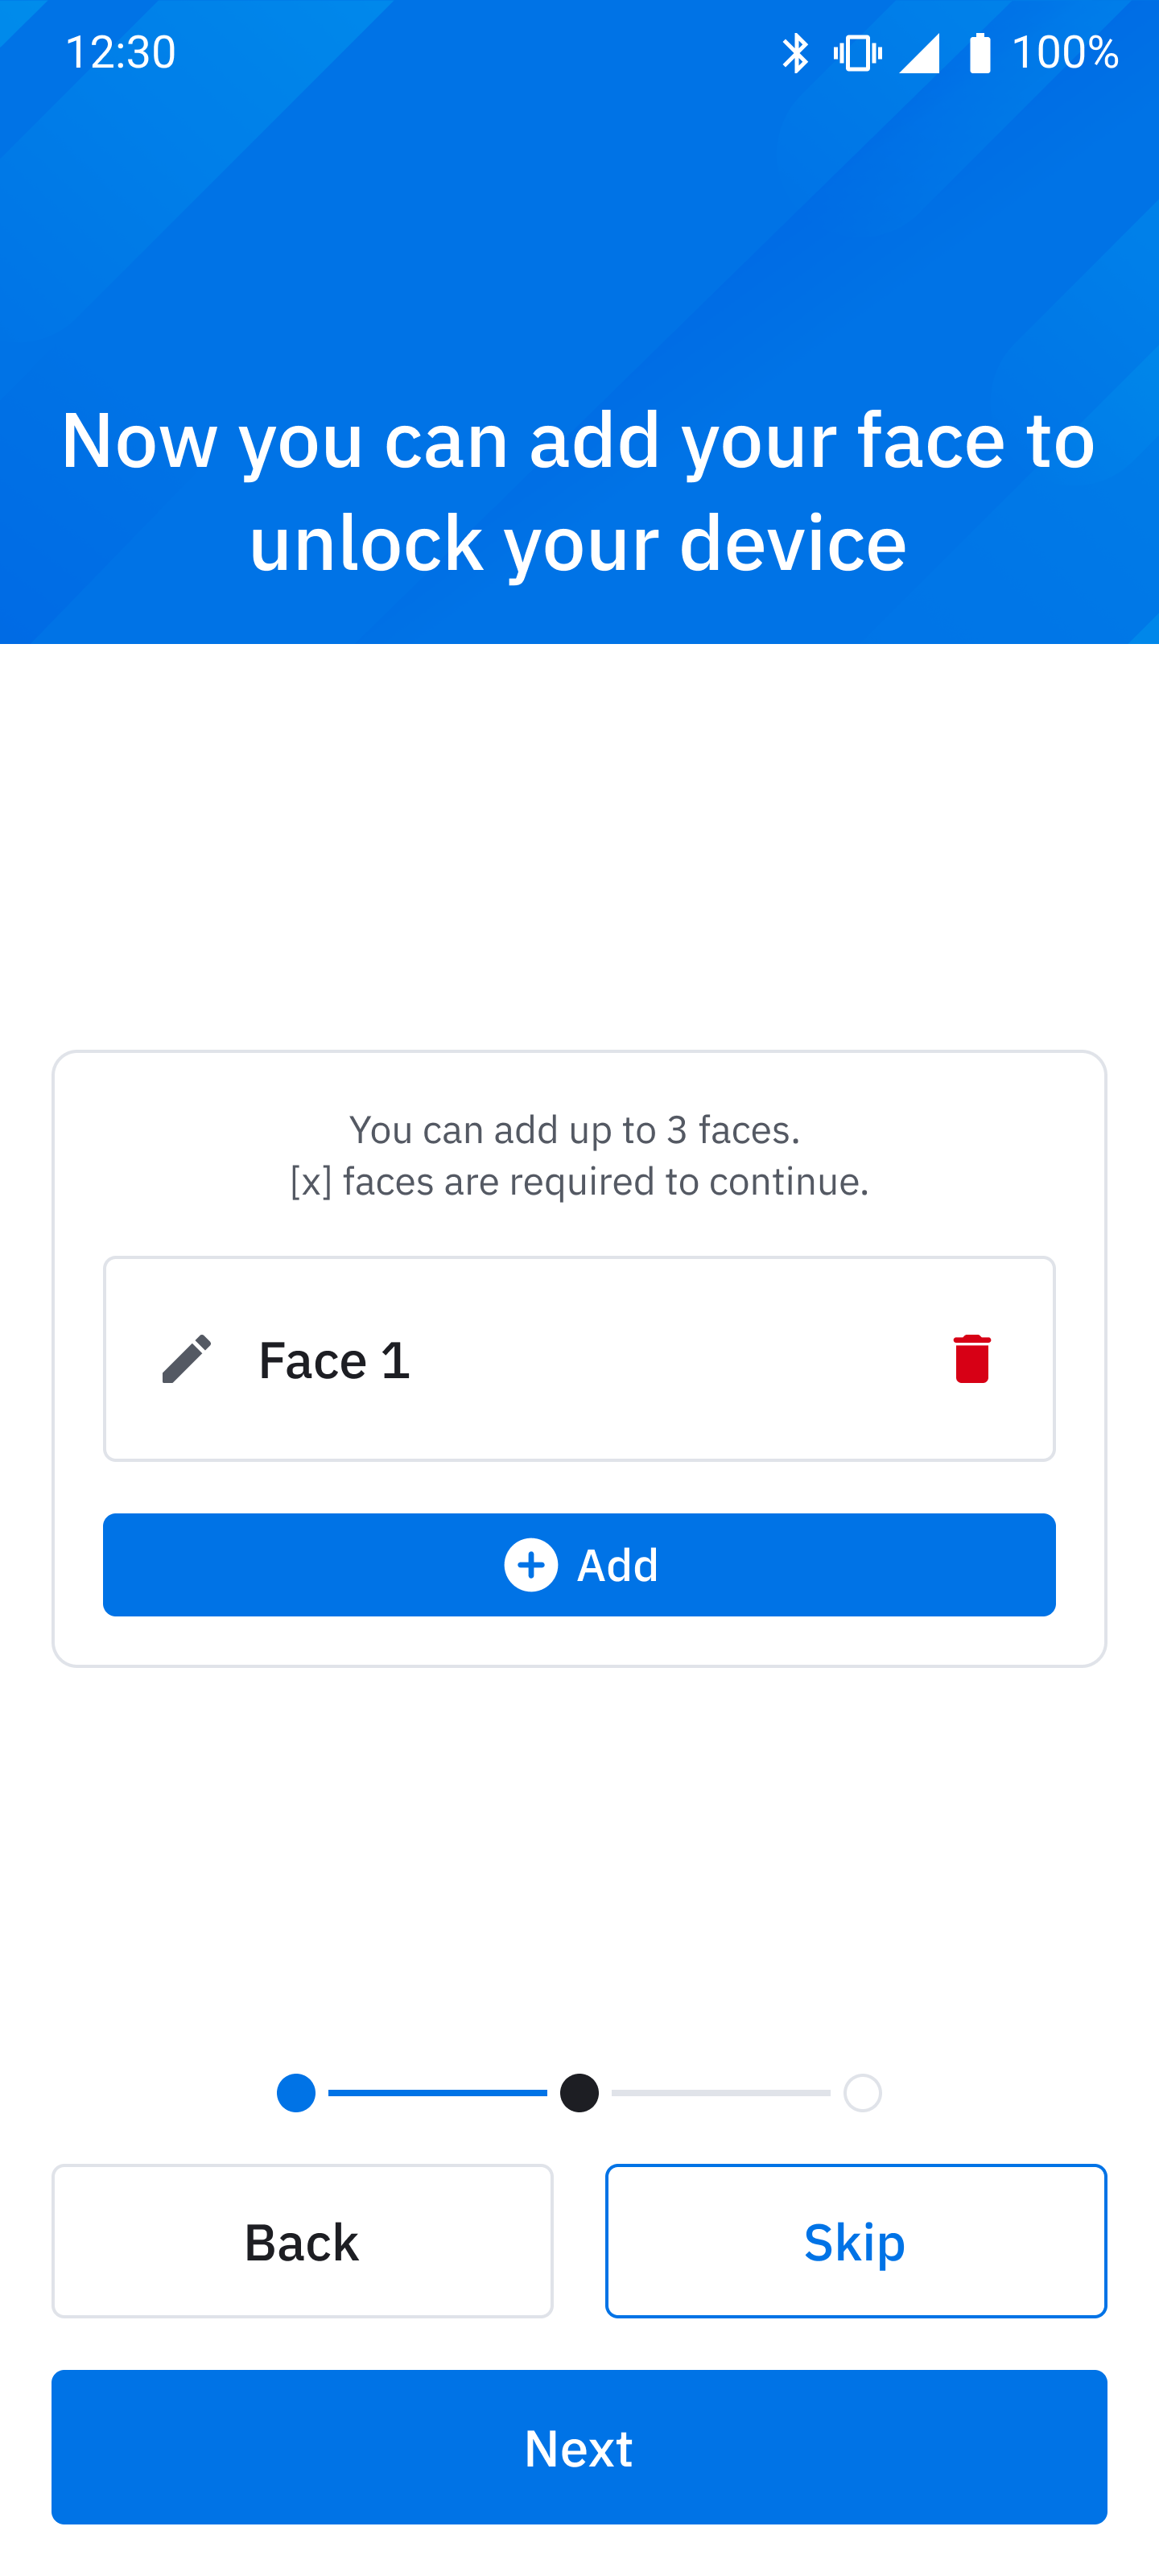 12:30
100%
Now you can add your face to
unlock your device
You can add up to 3 faces.
[x] faces are required to continue.
Face 1
Add
Back
Skip
Next